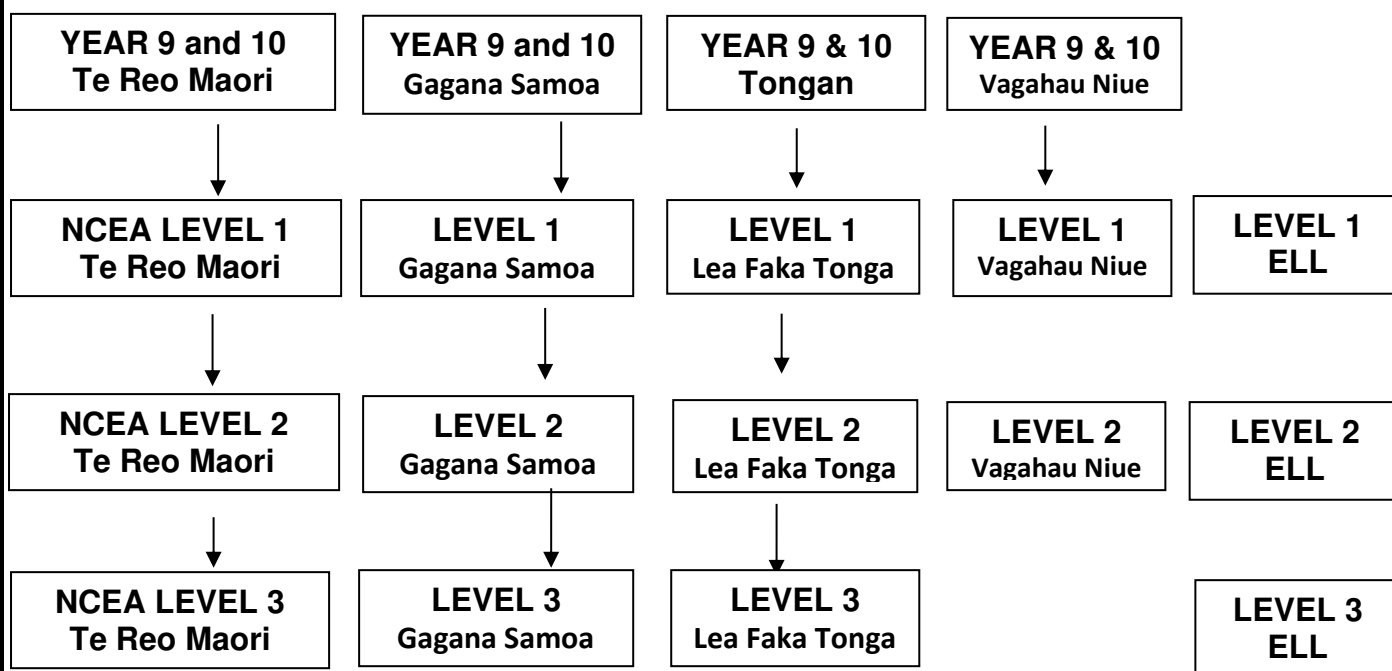 YEAR 9 and 10
Te Reo Maori
YEAR 9 and 10
Gagana Samoa
YEAR 9 & 10
Tongan
YEAR 9 & 10
Vagahau Niue
NCEA LEVEL 1
Te Reo Maori
LEVEL 1
Gagana Samoa
LEVEL 1
Lea Faka Tonga
LEVEL 1
Vagahau Niue
LEVEL 1
ELL
NCEA LEVEL 2
Te Reo Maori
LEVEL 2
Gagana Samoa
LEVEL 2
Lea Faka Tonga
LEVEL 2
Vagahau Niue
LEVEL 2
ELL
NCEA LEVEL 3
Te Reo Maori
LEVEL 3
Gagana Samoa
LEVEL 3
Lea Faka Tonga
LEVEL 3
ELL